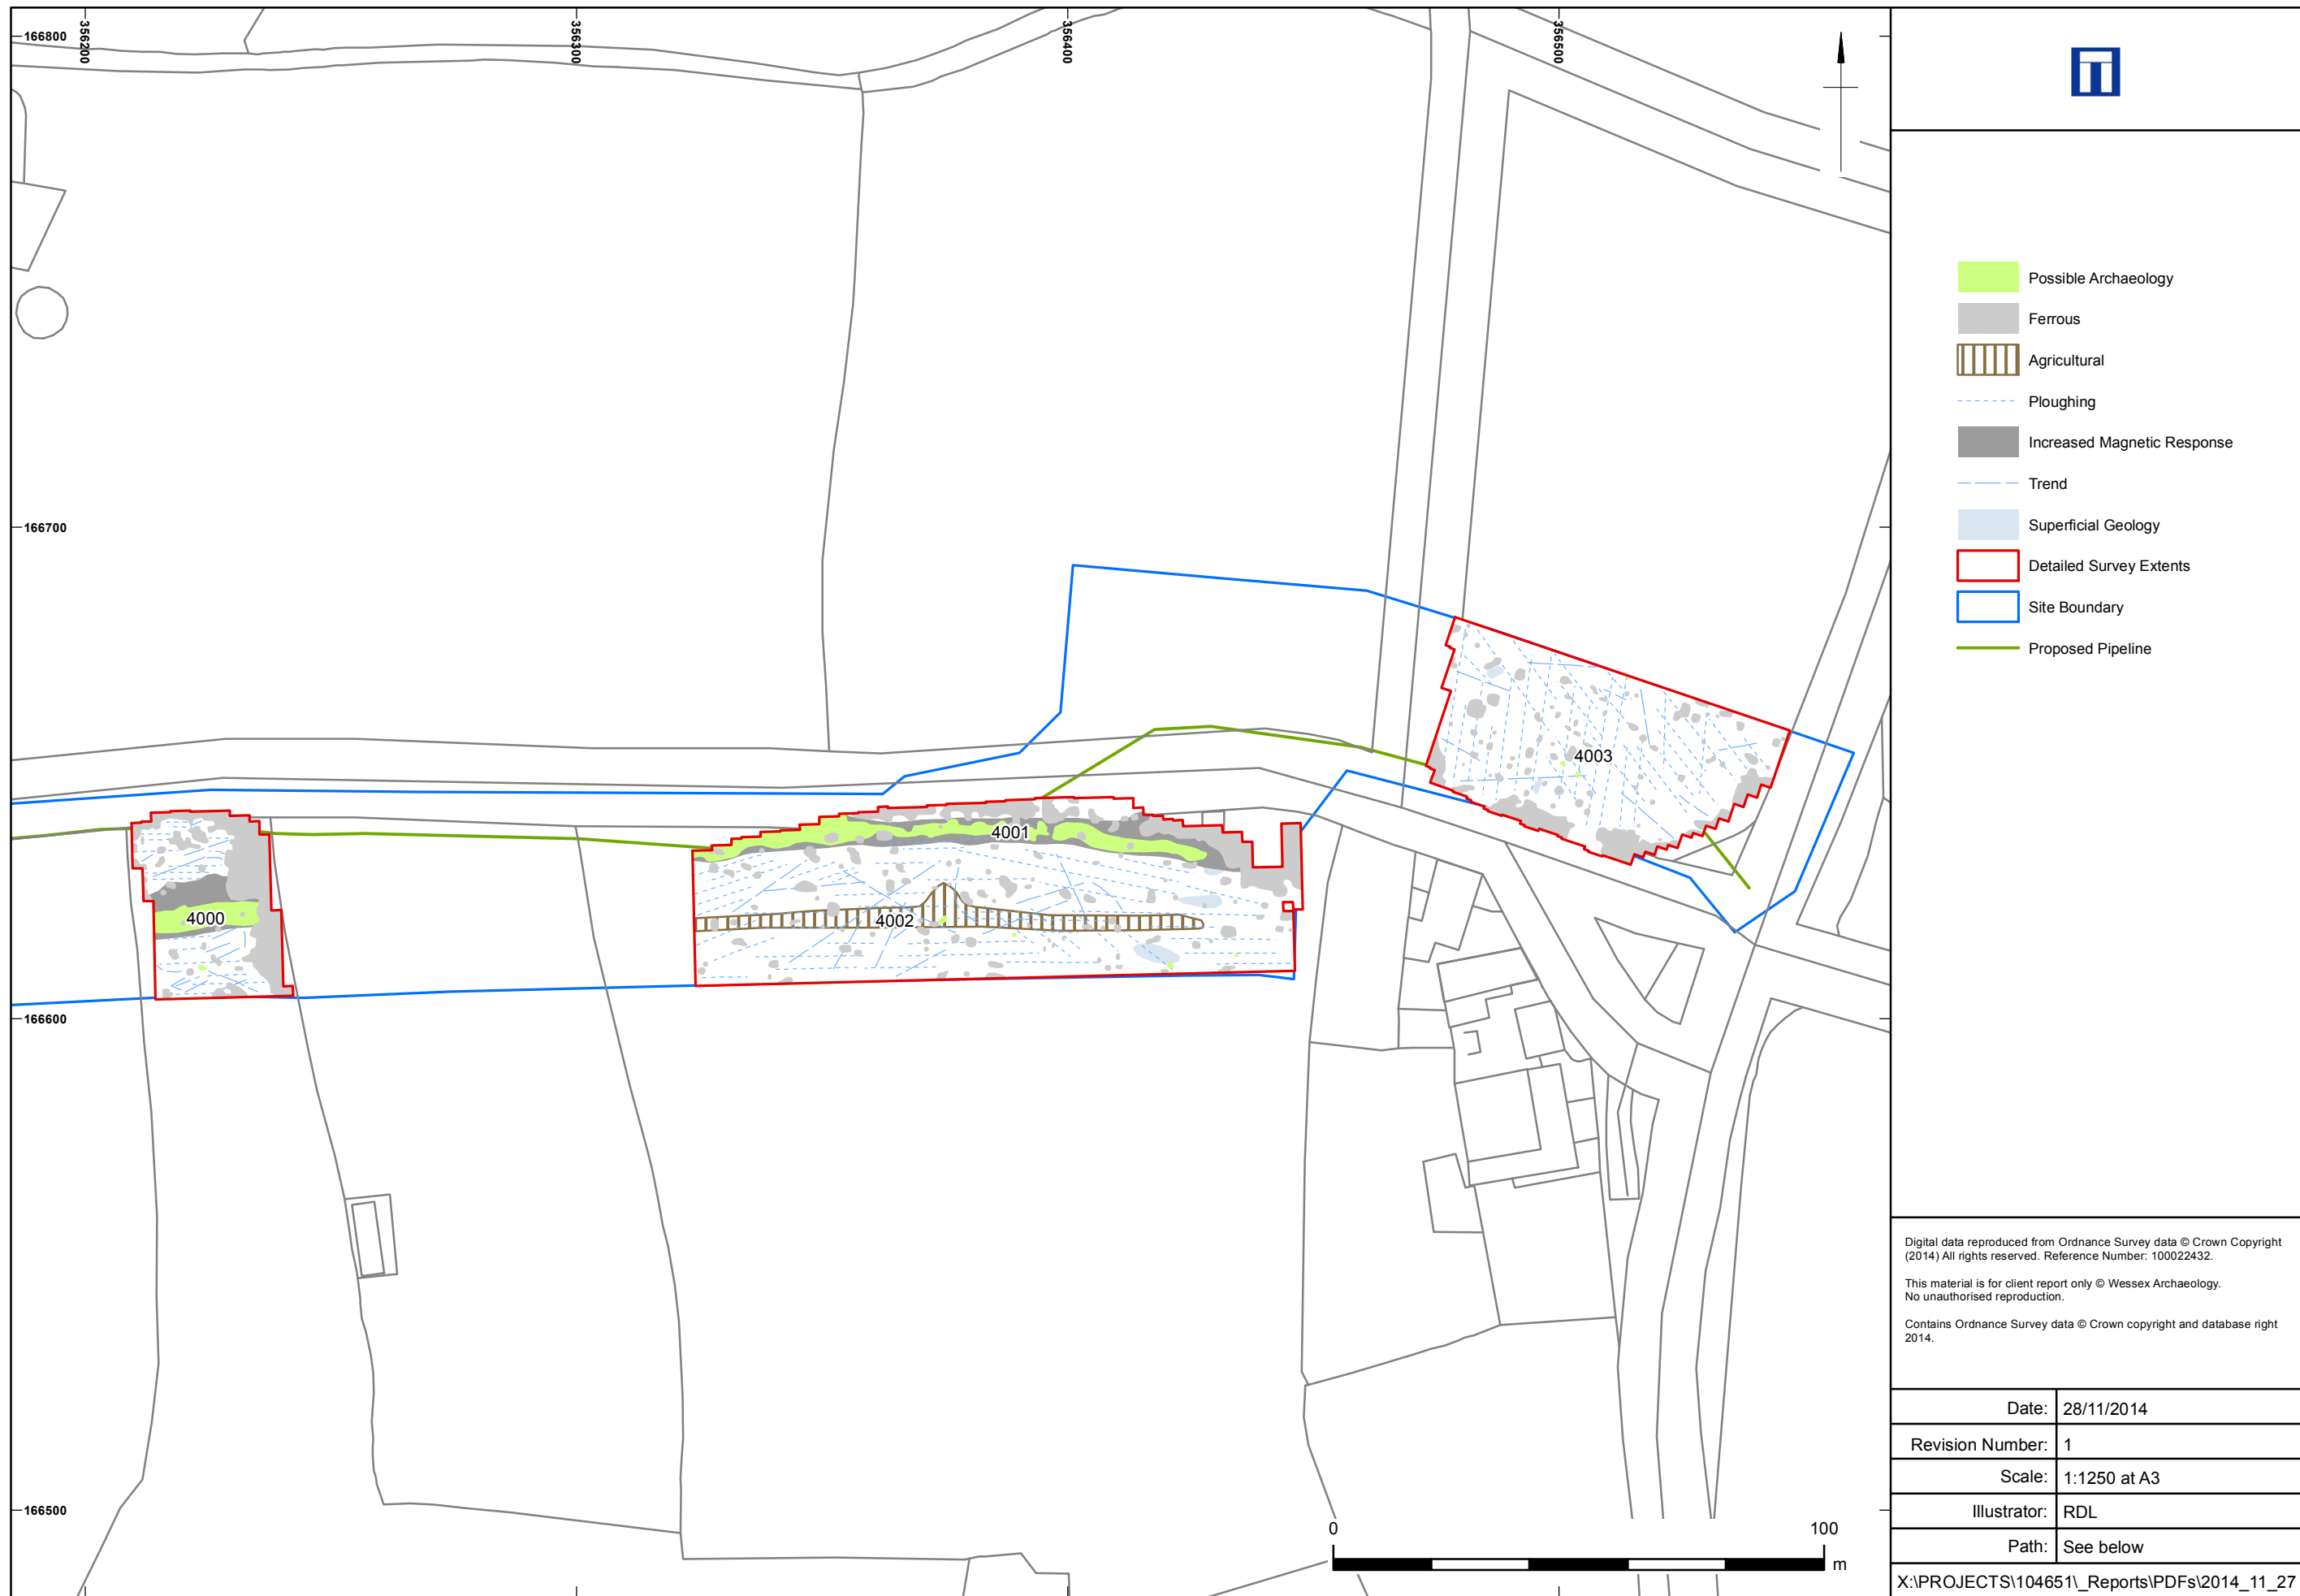 356200
356300
356400
356500
166800
166700
166600
166500
4000
4001
4002
4003
0
100
m
Possible Archaeology
Ferrous
Agricultural
Ploughing
Increased Magnetic Response
Trend
Superficial Geology
Detailed Survey Extents
Site Boundary
Proposed Pipeline
Digital data reproduced from Ordnance Survey data © Crown Copyright
(2014) All rights reserved. Reference Number: 100022432.
This material is for client report only © Wessex Archaeology.
No unauthorised reproduction.
Contains Ordnance Survey data © Crown copyright and database right
2014.
Date: 28/11/2014
Revision Number: 1
Scale: 1:1250 at A3
Illustrator: RDL
Path: See below
X:\PROJECTS\104651\_Reports\PDFs\2014_11_27